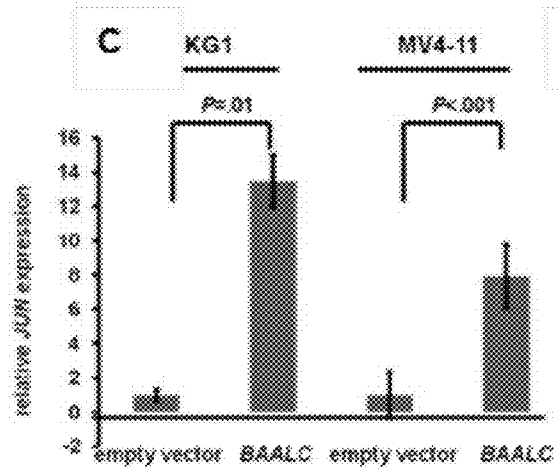 C
KG1 MV4-11
P=.01 P<.001
relative JUN expression
16
14
12
10
8
6
4
2
0
-2
empty vector BAALC empty vector BAALC